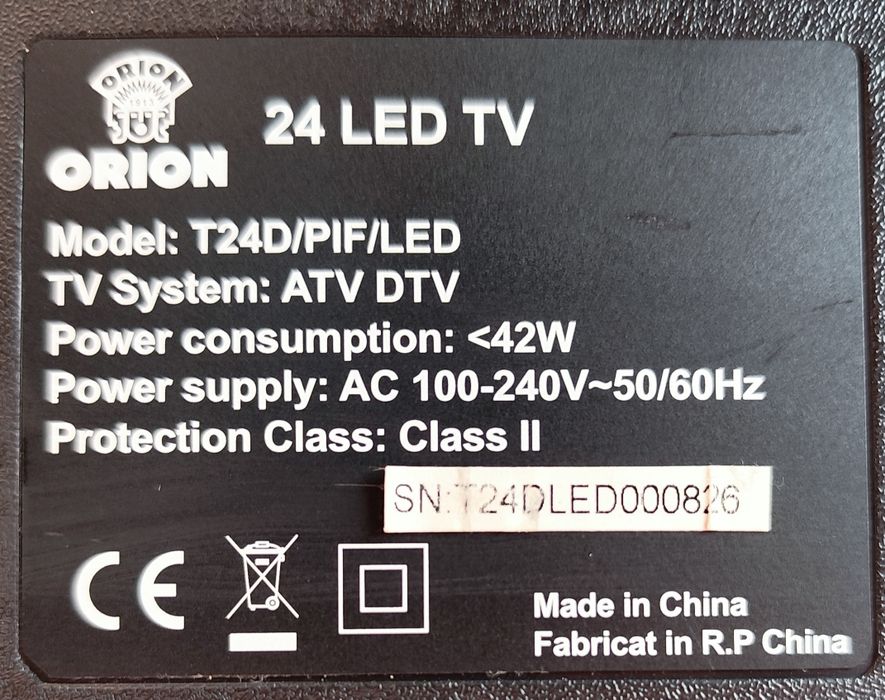 ORION
1913
ORION
24 LED TV
Model: T24D/PIF/LED
TV System: ATV DTV
Power consumption: <42W
Power supply: AC 100-240V~50/60Hz
Protection Class: Class II
SN:T24DLED000826
CE
Made in China
Fabricat in R.P China